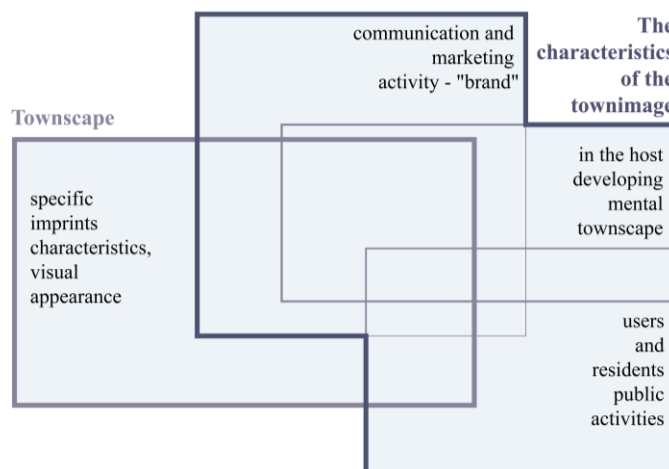 communication and
marketing
activity - "brand"
The
characteristics
of the
townimage
Townscape
specific
imprints
characteristics,
visual
appearance
in the host
developing
mental
townscape
users
and
residents
public
activities